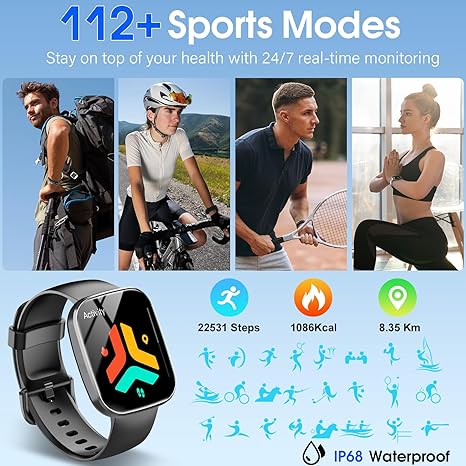 112+ Sports Modes
Stay on top of your health with 24/7 real-time monitoring
Activity
22531 Steps
1086Kcal
8.35 Km
IP68 Waterproof